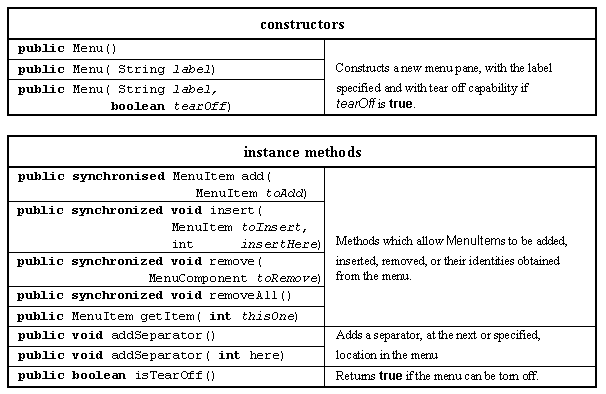 constructors
public Menu()
public Menu( String label)
public Menu( String label,
boolean tearOff)
Constructs a new menu pane, with the label
specified and with tear off capability if
tearOff is true.
instance methods
public synchronised MenuItem add(
MenuItem toAdd)
public synchronized void insert(
MenuItem toInsert,
int insertHere)
public synchronized void remove(
MenuComponent toRemove)
public synchronized void removeAll()
public MenuItem getItem( int thisOne)
Methods which allow MenuItems to be added,
inserted, removed, or their identities obtained
from the menu.
public void addSeparator()
public void addSeparator( int here)
Adds a separator, at the next or specified,
location in the menu
public boolean isTearOff()
Returns true if the menu can be torn off.